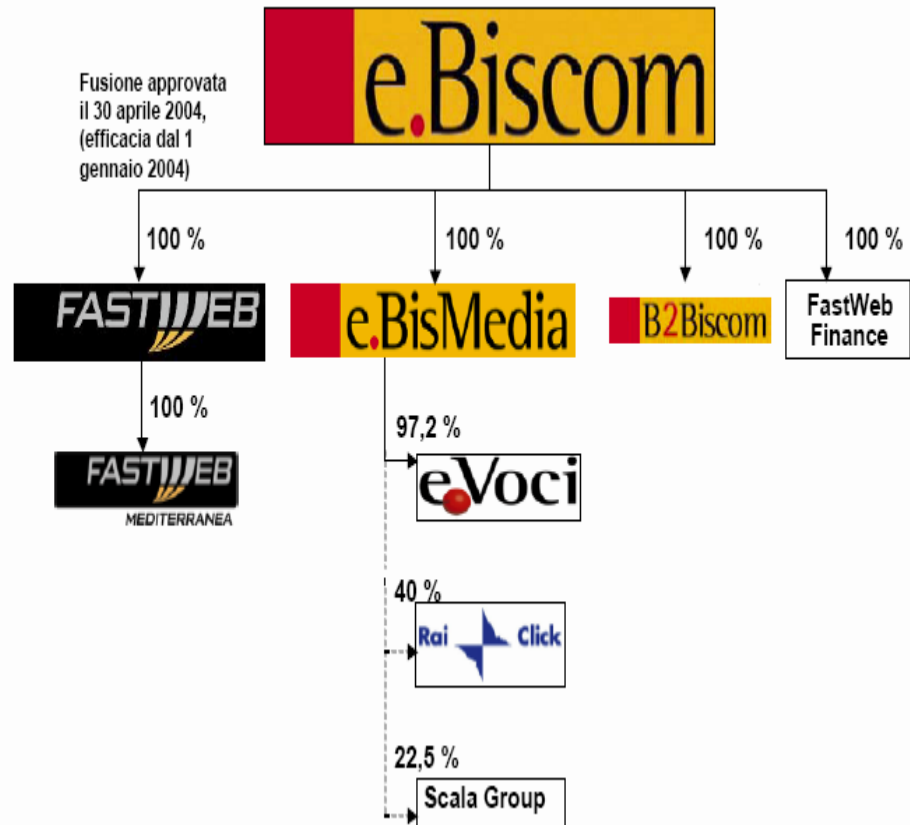 e.Biscom
Fusione approvata
il 30 aprile 2004,
(efficacia dal 1
gennaio 2004)
100 %
100 %
100 %
100 %
FASTWEB
e.BisMedia
B2Biscom
FastWeb
Finance
100 %
97,2 %
FASTWEB
MEDITERRANEA
e.Voci
40 %
Rai Click
22,5 %
Scala Group